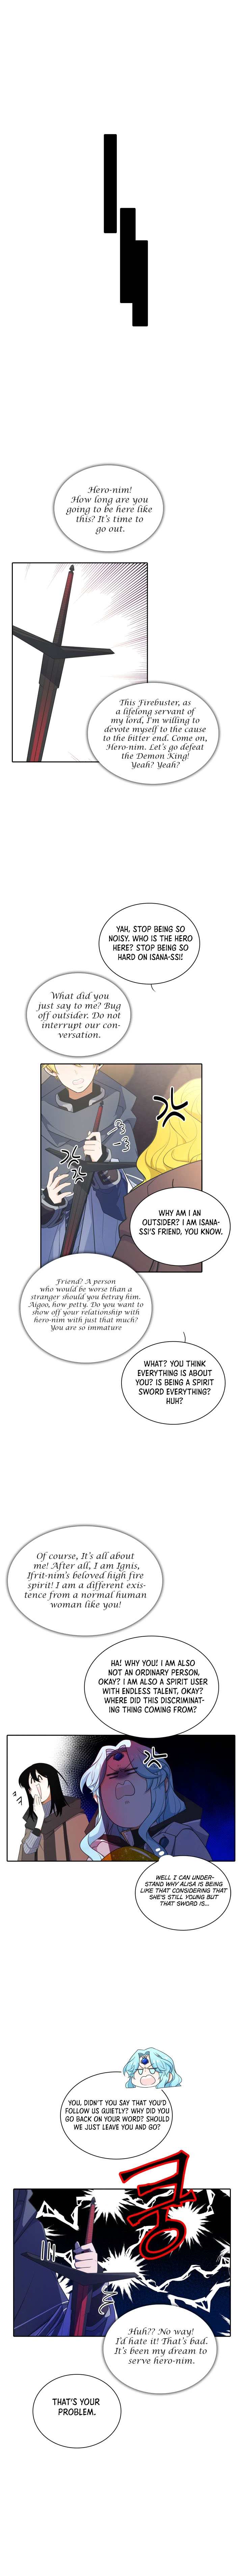 Hero-nim!
How long are you
going to be here like
this? It's time to
go out.
This Firebuster, as
a lifelong servant of
my lord, I'm willing to
devote myself to the cause
to the bitter end. Come on,
Hero-nim. Let's go defeat
the Demon King!
Yeah? Yeah?
YAH, STOP BEING SO
NOISY. WHO IS THE HERO
HERE? STOP BEING SO
HARD ON ISANA-SSI!
What did you
just say to me? Bug
off outsider. Do not
interrupt our con-
versation.
WHY AM I AN
OUTSIDER? I AM ISANA-
SSI'S FRIEND, YOU KNOW.
Friend? A person
who would be worse than a
stranger should you betray him.
Aigoo, how petty. Do you want to
show off your relationship with
hero-nim with just that much?
You are so immature
WHAT? YOU THINK
EVERYTHING IS ABOUT
YOU? IS BEING A SPIRIT
SWORD EVERYTHING?
HUH?
Of course, It's all about
me! After all, I am Ignis,
Ifrit-nim's beloved high fire
spirit! I am a different exis-
tence from a normal human
woman like you!
HA! WHY YOU! I AM ALSO
NOT AN ORDINARY PERSON,
OKAY? I AM ALSO A SPIRIT USER
WITH ENDLESS TALENT, OKAY?
WHERE DID THIS DISCRIMINAT-
ING THING COMING FROM?
WELL I CAN UNDER-
STAND WHY ALISA IS BEING
LIKE THAT CONSIDERING THAT
SHE'S STILL YOUNG BUT
THAT SWORD IS...
YOU, DIDN'T YOU SAY THAT YOU'D
FOLLOW US QUIETLY? WHY DID YOU
GO BACK ON YOUR WORD? SHOULD
WE JUST LEAVE YOU AND GO?
쿵
Huh?? No way!
I'd hate it! That's bad.
It's been my dream to
serve hero-nim.
THAT'S YOUR
PROBLEM.